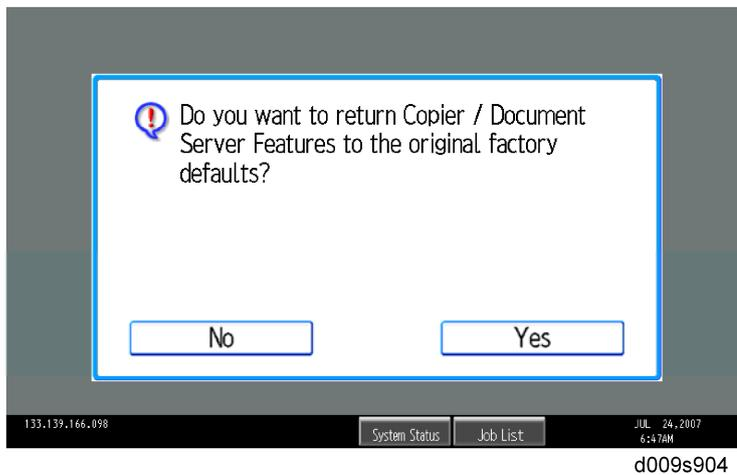 Do you want to return Copier / Document
Server Features to the original factory
defaults?
No
Yes
133.139.166.098
System Status
Job List
JUL 24,2007
6:47AM
d009s904